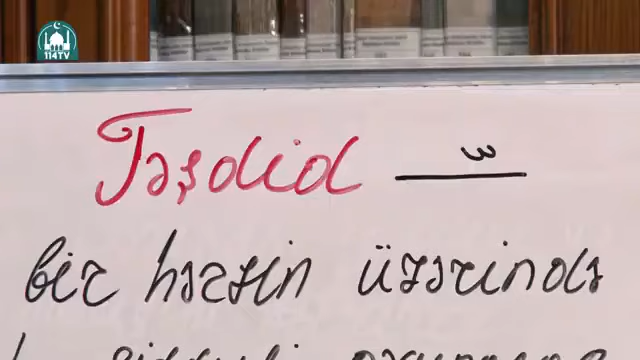 114TV
Təşdid ـّ
bir hərfin üzərində